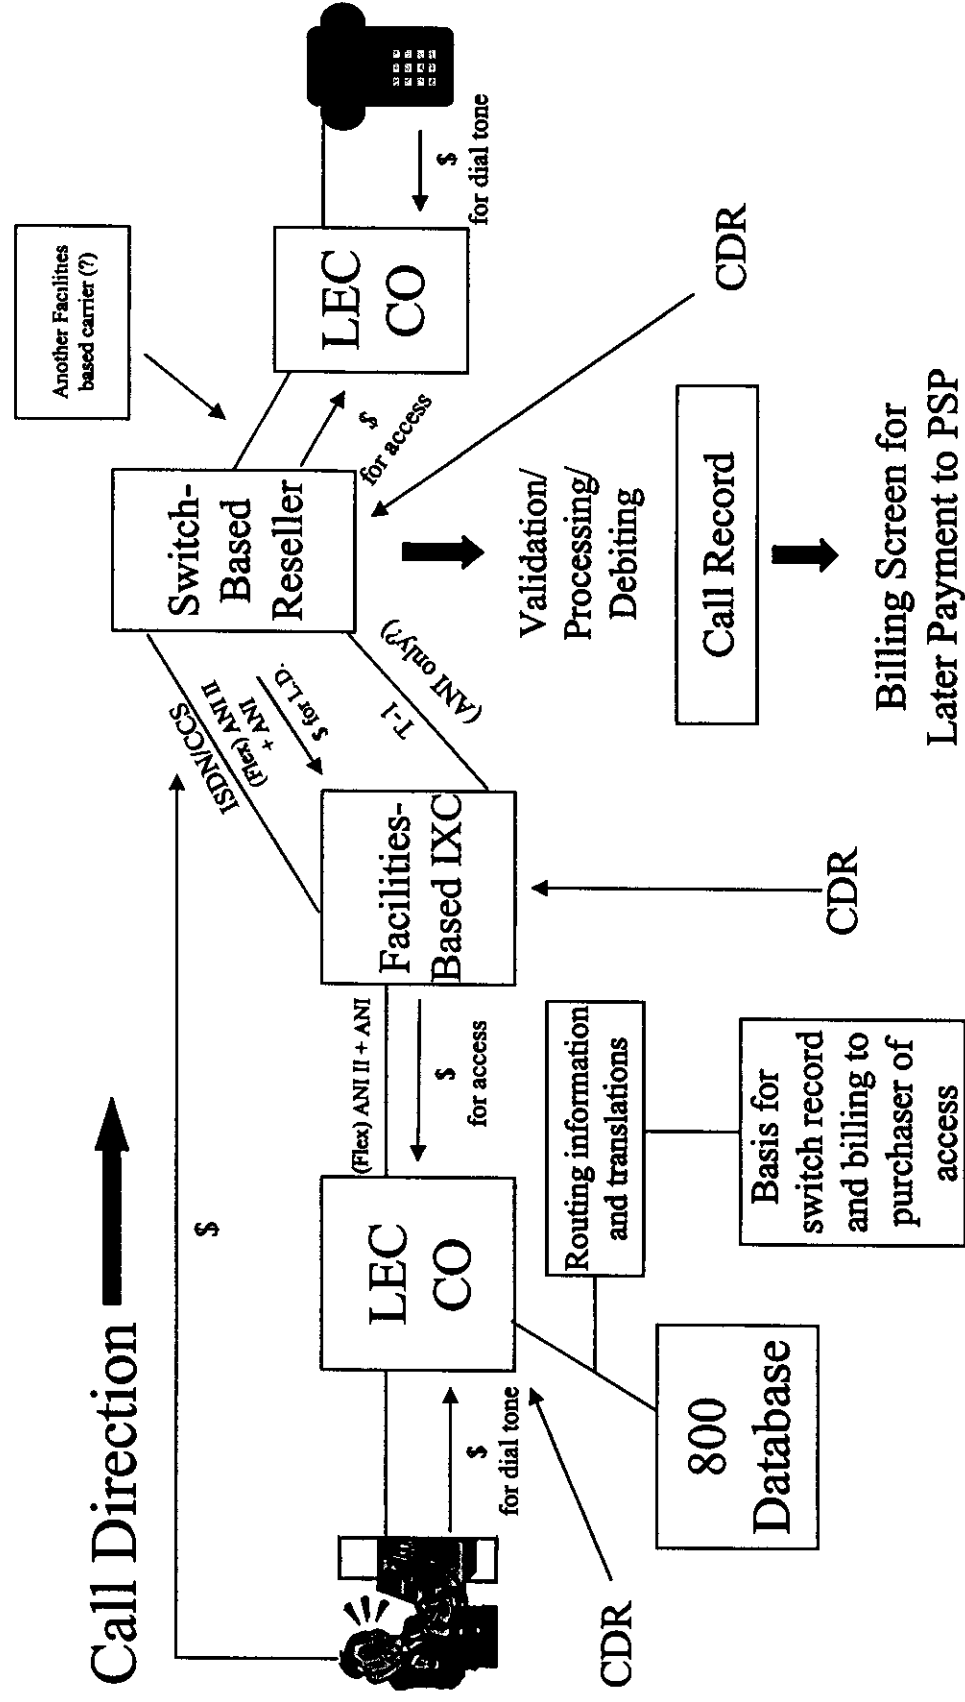 Call Direction
$
Another Facilities
based carrier (?)
Switch-
Based
Reseller
ISDN/CCS
(Flex) ANI II
+ ANI
$ for L.D.
T-1
(ANI only?)
$
for access
LEC
CO
$
for dial tone
Facilities-
Based IXC
(Flex) ANI II + ANI
$
for access
LEC
CO
$
for dial tone
CDR
800
Database
Routing information
and translations
Basis for
switch record
and billing to
purchaser of
access
CDR
Validation/
Processing/
Debiting
CDR
Call Record
Billing Screen for
Later Payment to PSP